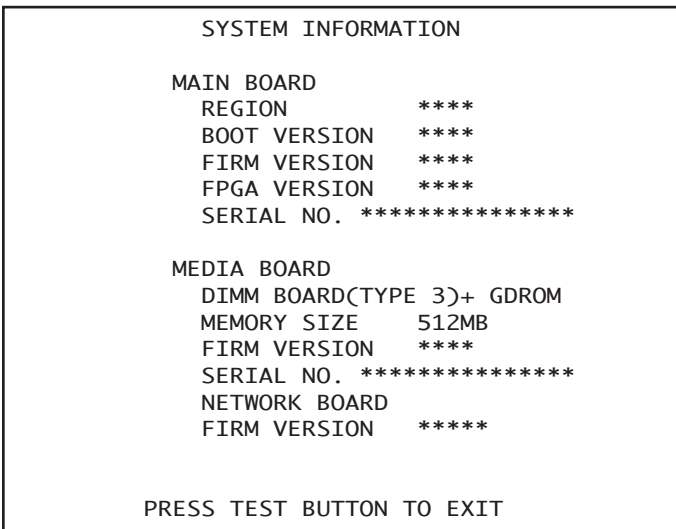 SYSTEM INFORMATION
MAIN BOARD
REGION ****
BOOT VERSION ****
FIRM VERSION ****
FPGA VERSION ****
SERIAL NO. ***************
MEDIA BOARD
DIMM BOARD(TYPE 3)+ GDROM
MEMORY SIZE 512MB
FIRM VERSION ****
SERIAL NO. ***************
NETWORK BOARD
FIRM VERSION *****
PRESS TEST BUTTON TO EXIT